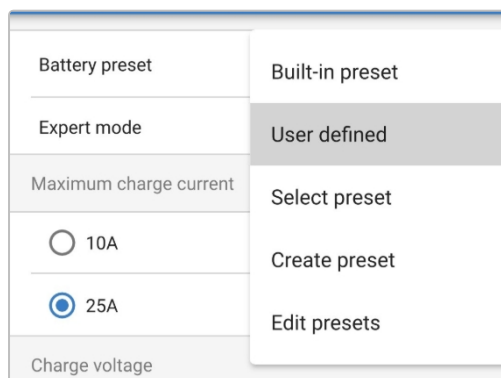 Battery preset
Expert mode
Maximum charge current
10A
25A
Charge voltage
Built-in preset
User defined
Select preset
Create preset
Edit presets